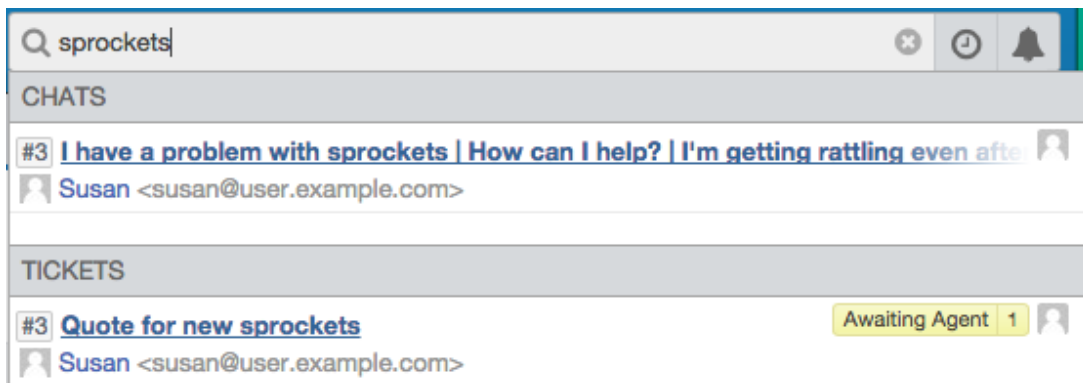 sprockets
CHATS
#3 I have a problem with sprockets | How can I help? | I'm getting rattling even after
Susan <susan@user.example.com>
TICKETS
#3 Quote for new sprockets Awaiting Agent 1
Susan <susan@user.example.com>